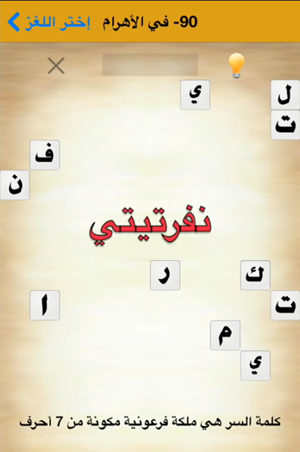 90- في الأهرام
إختر اللغز
ي
ل
ت
ف
ن
نفرتيتي
ر
ك
ا
ت
م
ي
كلمة السر هي ملكة فرعونية مكونة من 7 أحرف